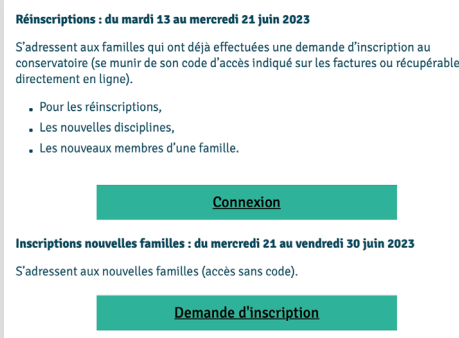 Réinscriptions : du mardi 13 au mercredi 21 juin 2023
S'adressent aux familles qui ont déjà effectuées une demande d'inscription au
conservatoire (se munir de son code d'accès indiqué sur les factures ou récupérable
directement en ligne).
• Pour les réinscriptions,
• Les nouvelles disciplines,
• Les nouveaux membres d'une famille.
Connexion
Inscriptions nouvelles familles : du mercredi 21 au vendredi 30 juin 2023
S'adressent aux nouvelles familles (accès sans code).
Demande d'inscription